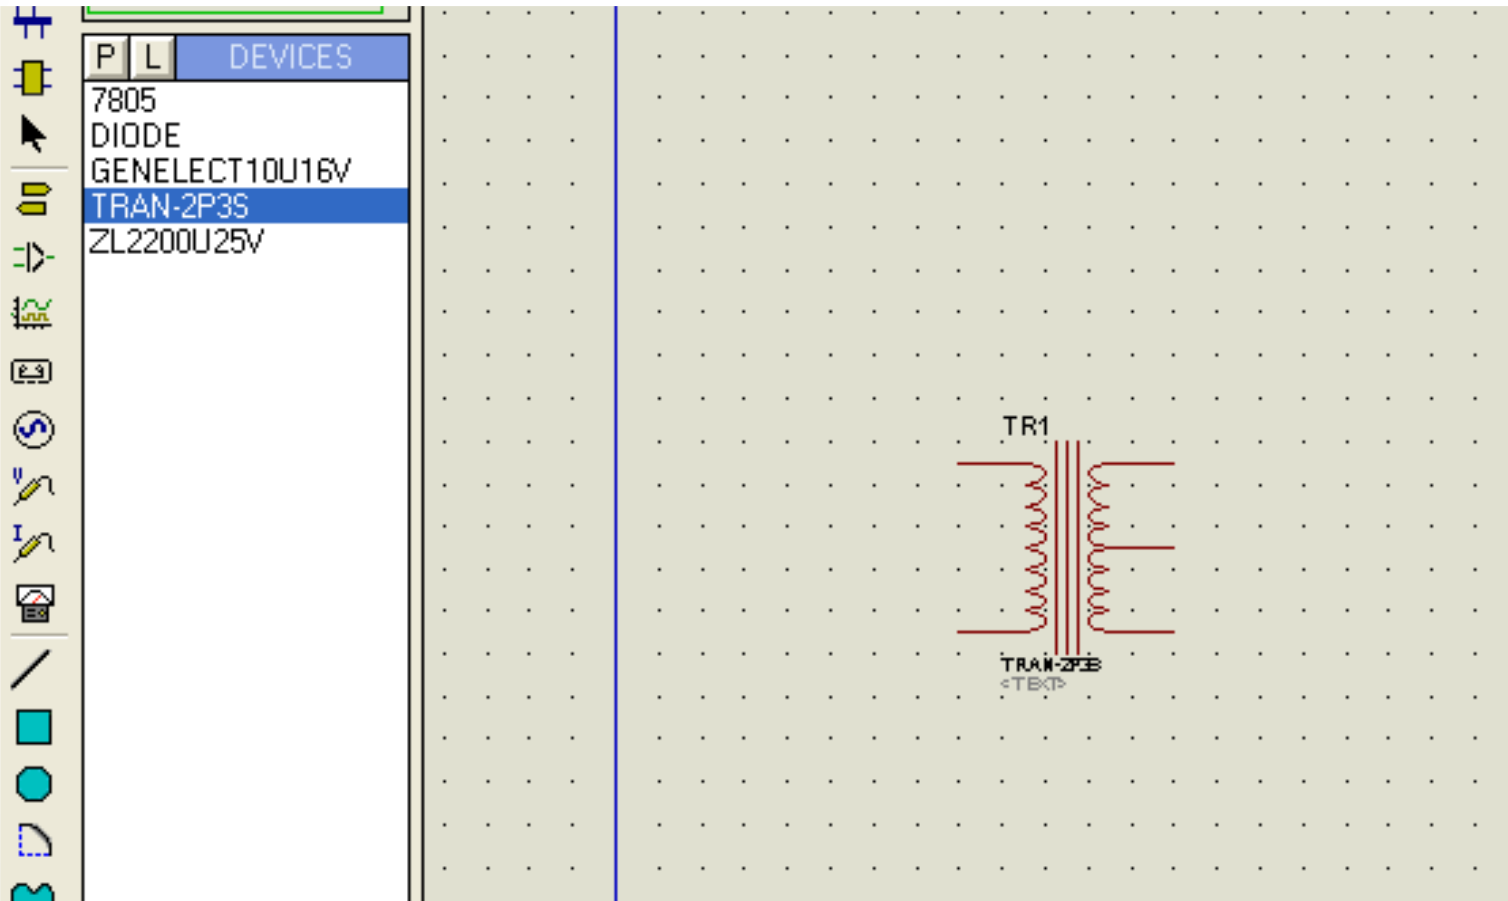 P L DEVICES
7805
DIODE
GENELECT10U16V
TRAN-2P3S
ZL2200U25V
TR1
TRAN-2P3S
<TEXT>